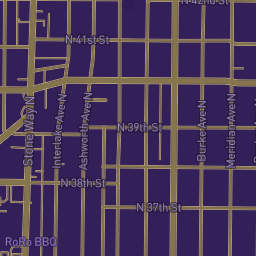 N 42nd St
N 41st St
N 39th St
Stone Way N
Interlake Ave N
Ashworth Ave N
Burke Ave N
Meridian Ave N
N 38th St
N 37th St
RoRo BBQ